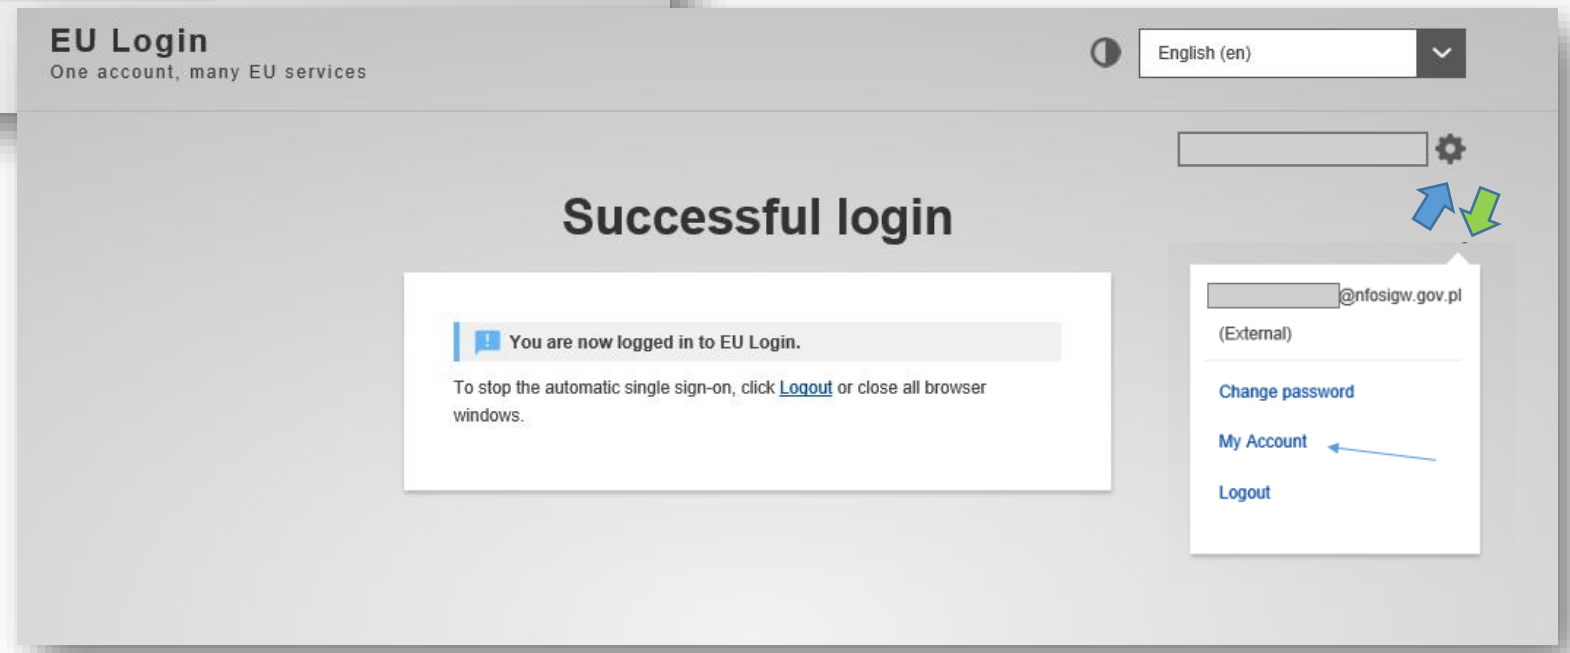 EU Login
One account, many EU services
English (en)
Successful login
You are now logged in to EU Login.
To stop the automatic single sign-on, click Logout or close all browser
windows.
@nfosigw.gov.pl
(External)
Change password
My Account
Logout